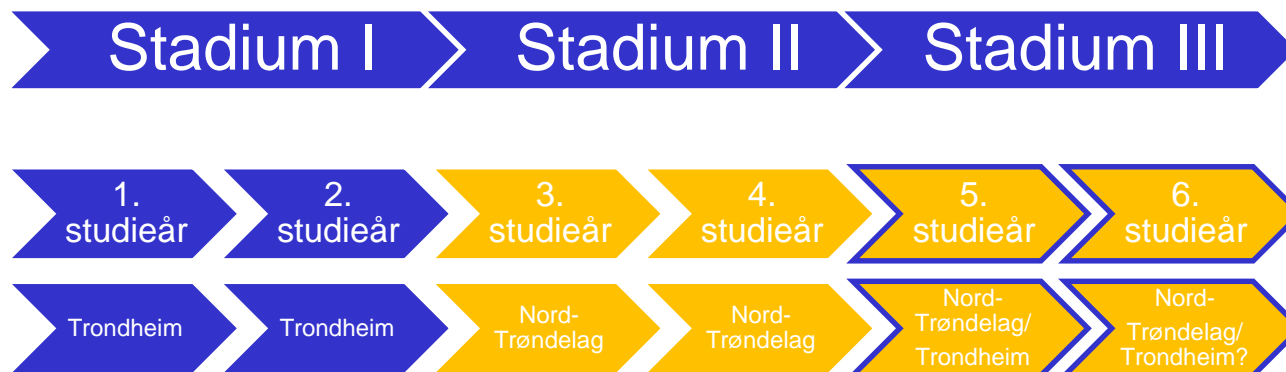 Stadium I Stadium II Stadium III
1. studieår
2. studieår
3. studieår
4. studieår
5. studieår
6. studieår
Trondheim
Trondheim
Nord-
Trøndelag
Nord-
Trøndelag
Nord-
Trøndelag/
Trondheim
Nord-
Trøndelag/
Trondheim?